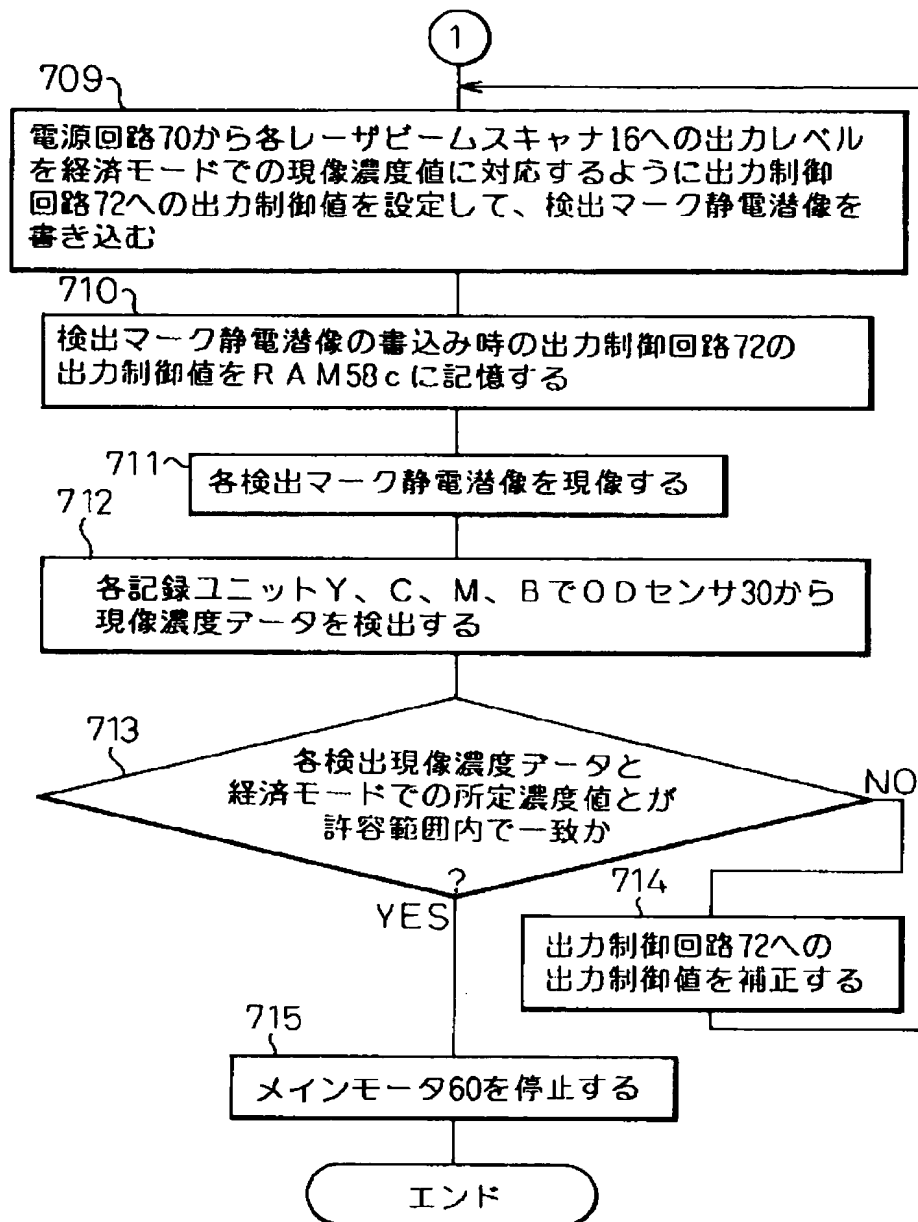 1
709
電源回路70から各レーザビームスキャナ16への出力レベル
を経済モードでの現像濃度値に対応するように出力制御
回路72への出力制御値を設定して、検出マーク静電潜像を
書き込む
710
検出マーク静電潜像の書込み時の出力制御回路72の
出力制御値をRAM58cに記憶する
711
各検出マーク静電潜像を現像する
712
各記録ユニットY、C、M、BでODセンサ30から
現像濃度データを検出する
713
各検出現像濃度データと
経済モードでの所定濃度値とが
許容範囲内で一致か
?
NO
YES
714
出力制御回路72への
出力制御値を補正する
715
メインモータ60を停止する
エンド